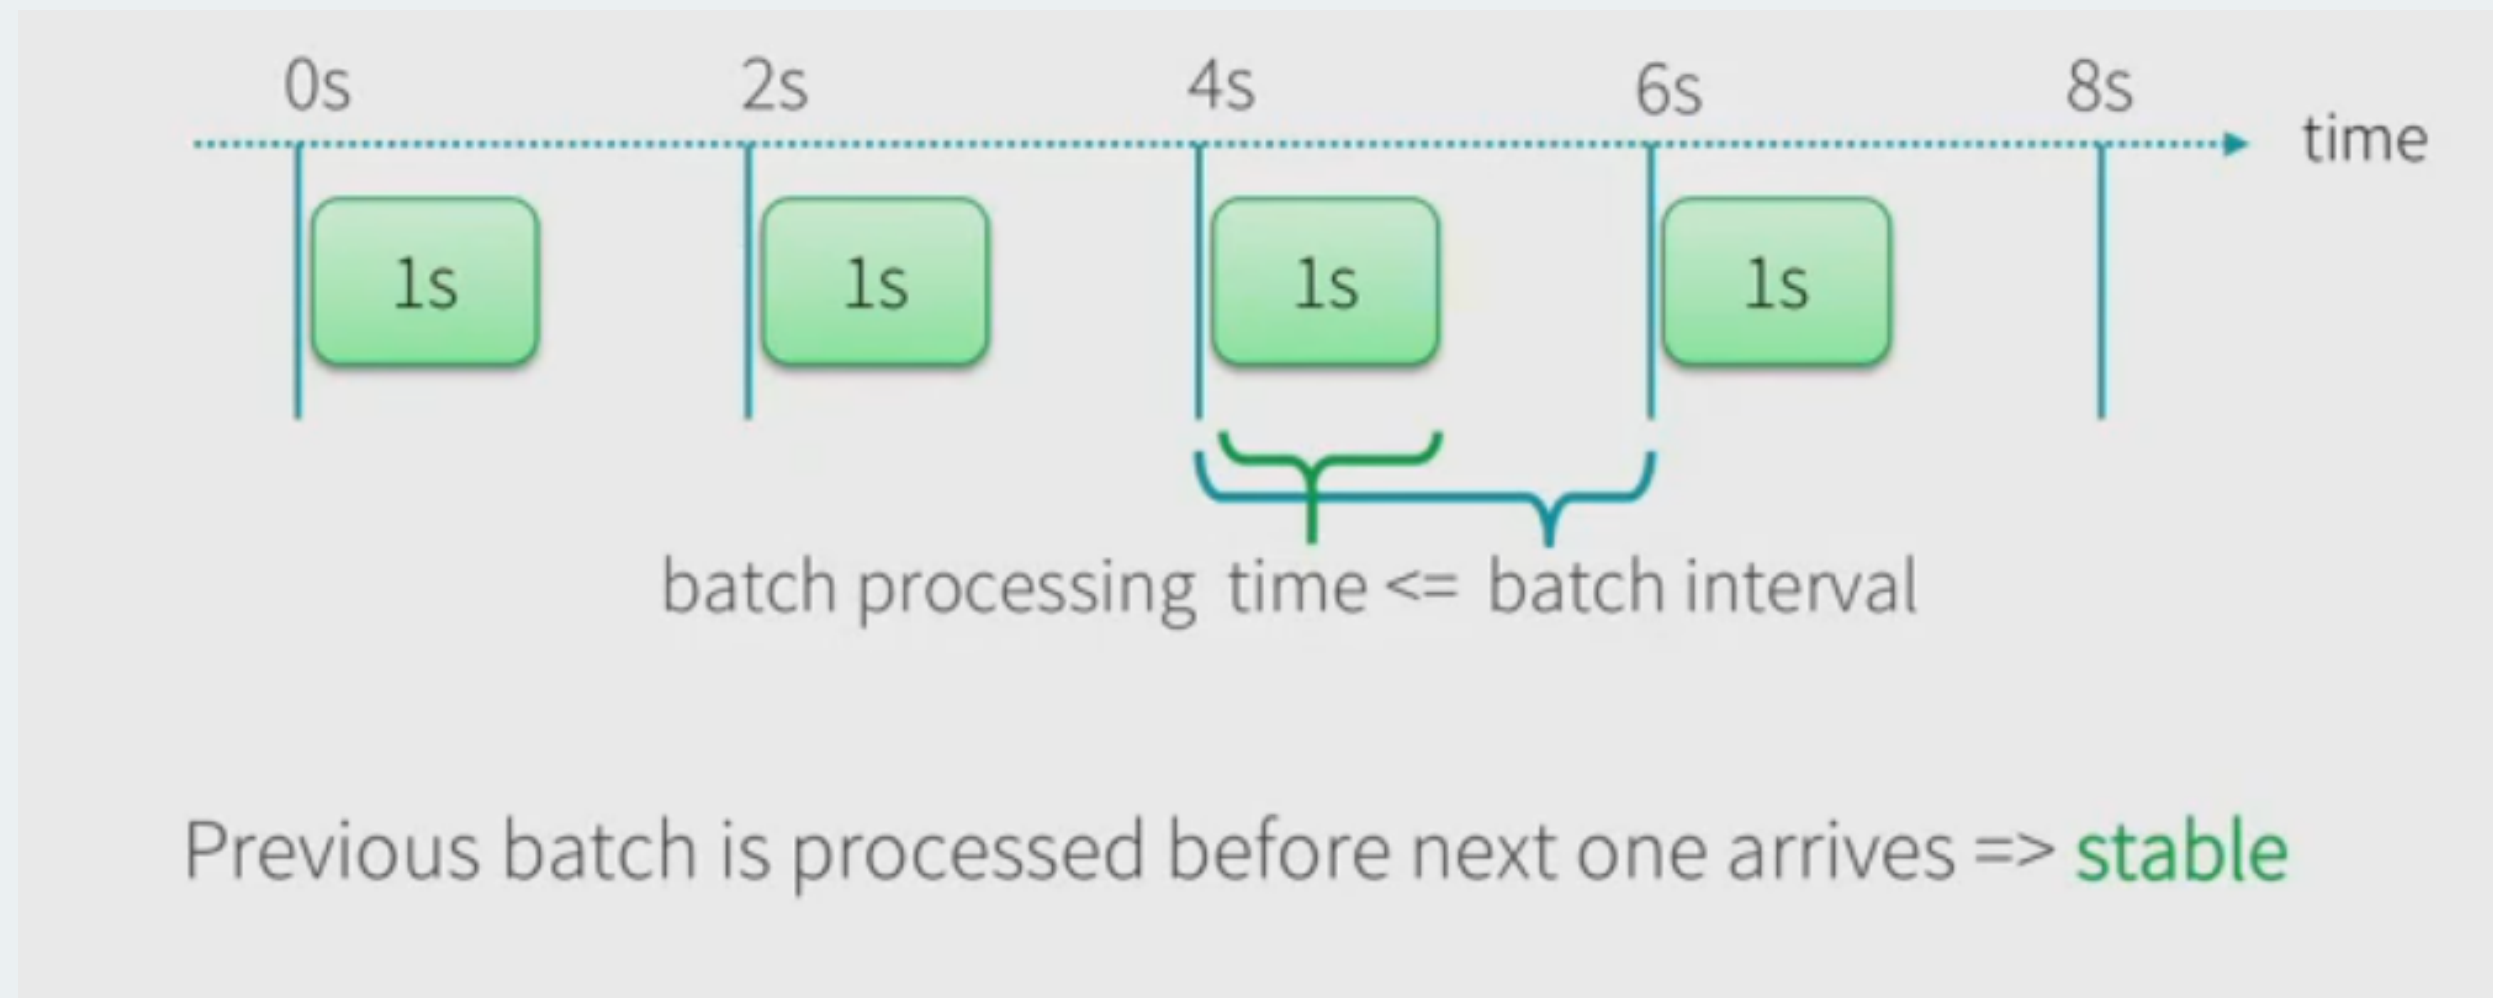 0s 2s 4s 6s 8s
time
1s 1s 1s 1s
batch processing time <= batch interval
Previous batch is processed before next one arrives => stable